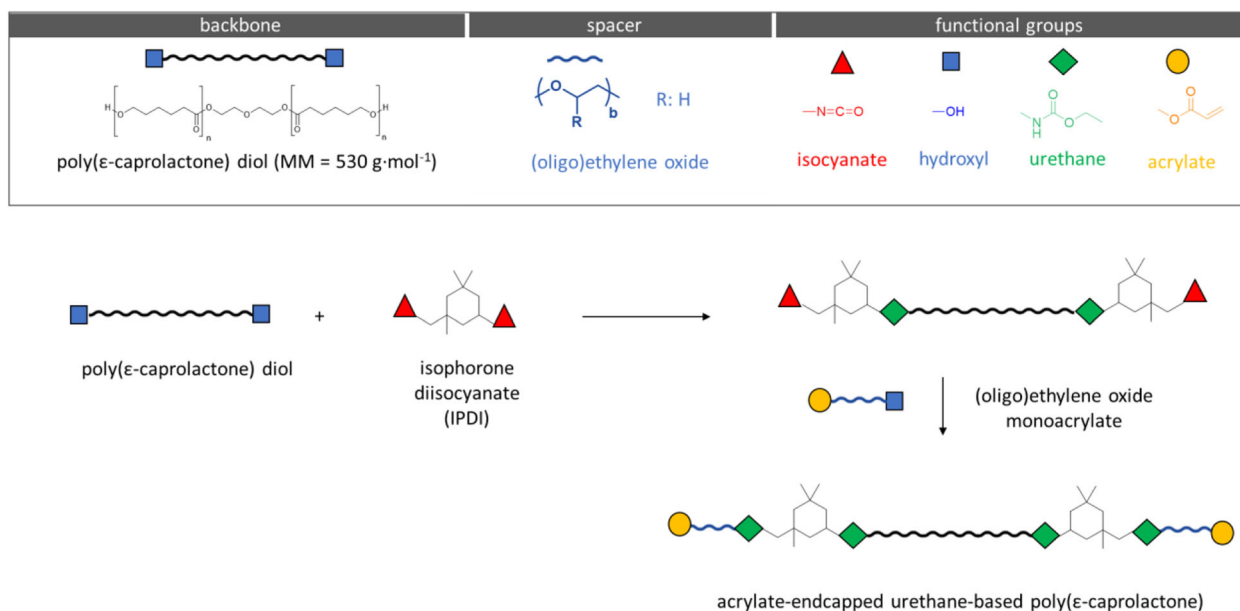 backbone
spacer
functional groups
H O O n O O O O O n O H
O R b
R: H
N=C=O
OH
N H O O
O O
poly(ε-caprolactone) diol (MM = 530 g·mol⁻¹)
(oligo)ethylene oxide
isocyanate
hydroxyl
urethane
acrylate
+
poly(ε-caprolactone) diol
isophorone
diisocyanate
(IPDI)
(oligo)ethylene oxide
monoacrylate
acrylate-endcapped urethane-based poly(ε-caprolactone)